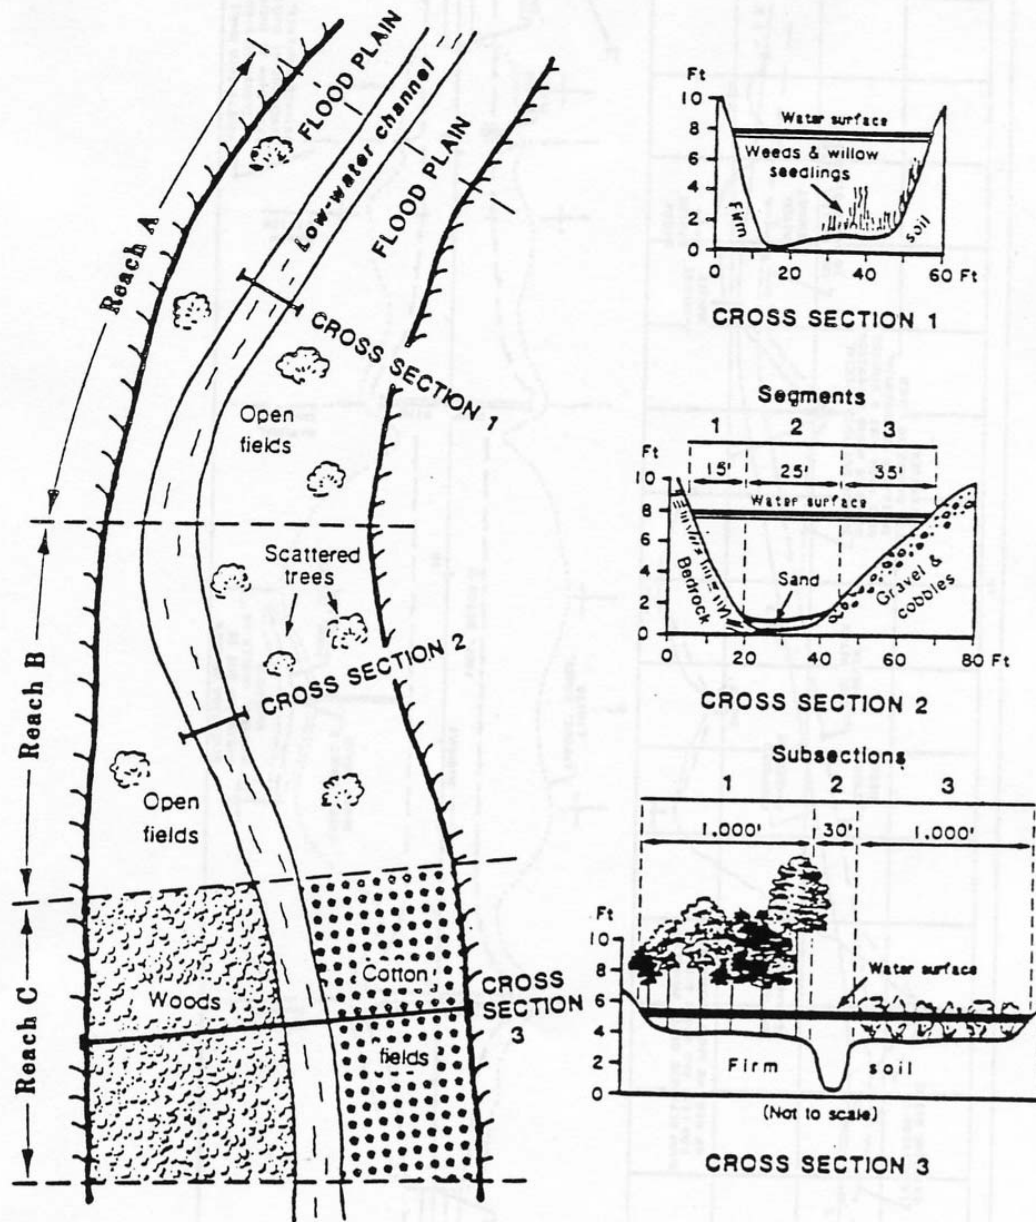 FLOOD PLAIN
Low-water channel
FLOOD PLAIN
Reach A
CROSS SECTION 1
Open
fields
Scattered
trees
Reach B
CROSS SECTION 2
Open
fields
Reach C
Woods
Cotton
fields
CROSS
SECTION
3
Ft
10
8
6
4
2
0
Water surface
Weeds & willow
seedlings
Firm
soil
0 20 40 60 Ft
CROSS SECTION 1
Segments
1 2 3
Ft
15' 25' 35'
10
8
6
4
2
0
Water surface
Bedrock
Sand
Gravel &
cobbles
0 20 40 60 80 Ft
CROSS SECTION 2
Subsections
1 2 3
1,000' 30' 1,000'
Ft
10
8
6
4
2
0
Water surface
Firm soil
(Not to scale)
CROSS SECTION 3